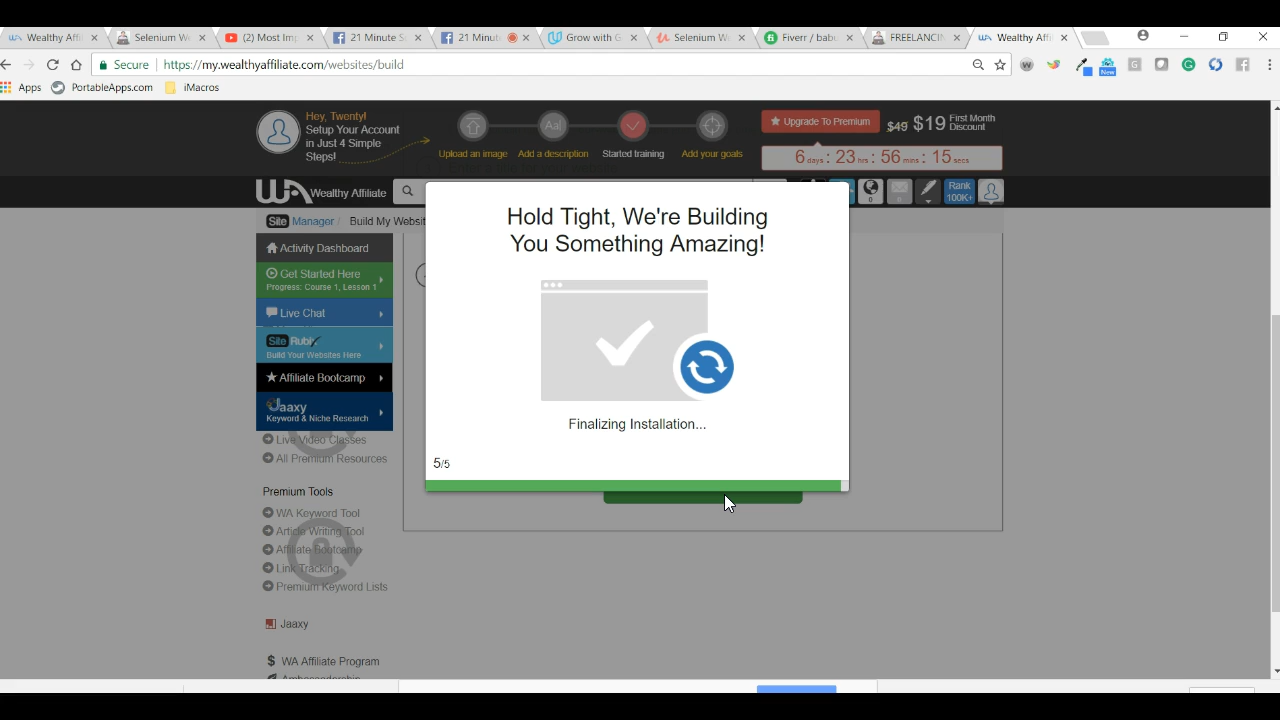 Wealthy Affi
Selenium W
(2) Most Imp
21 Minute S
21 Minut
Grow with G
Selenium W
Fiverr / babu
FREELANCIN
Wealthy Affi
Secure
https://my.wealthyaffiliate.com/websites/build
New
Apps
PortableApps.com
iMacros
Hey, Twenty!
Setup Your Account
in Just 4 Simple
Steps!
Aa
Upload an image
Add a description
Started training
Add your goals
Upgrade To Premium
$49 $19 First Month
Discount
6 days : 23 hrs : 56 mins : 15 secs
WA Wealthy Affiliate
0
Rank
100K+
Site Manager / Build My Websit
Activity Dashboard
Get Started Here
Progress: Course 1, Lesson 1
Live Chat
Site Rubix
Build Your Websites Here
Affiliate Bootcamp
Jaaxy
Keyword & Niche Research
Live Video Classes
All Premium Resources
Premium Tools
WA Keyword Tool
Article Writing Tool
Affiliate Bootcamp
Link Tracking
Premium Keyword Lists
Jaaxy
WA Affiliate Program
Hold Tight, We're Building
You Something Amazing!
Finalizing Installation...
5/5